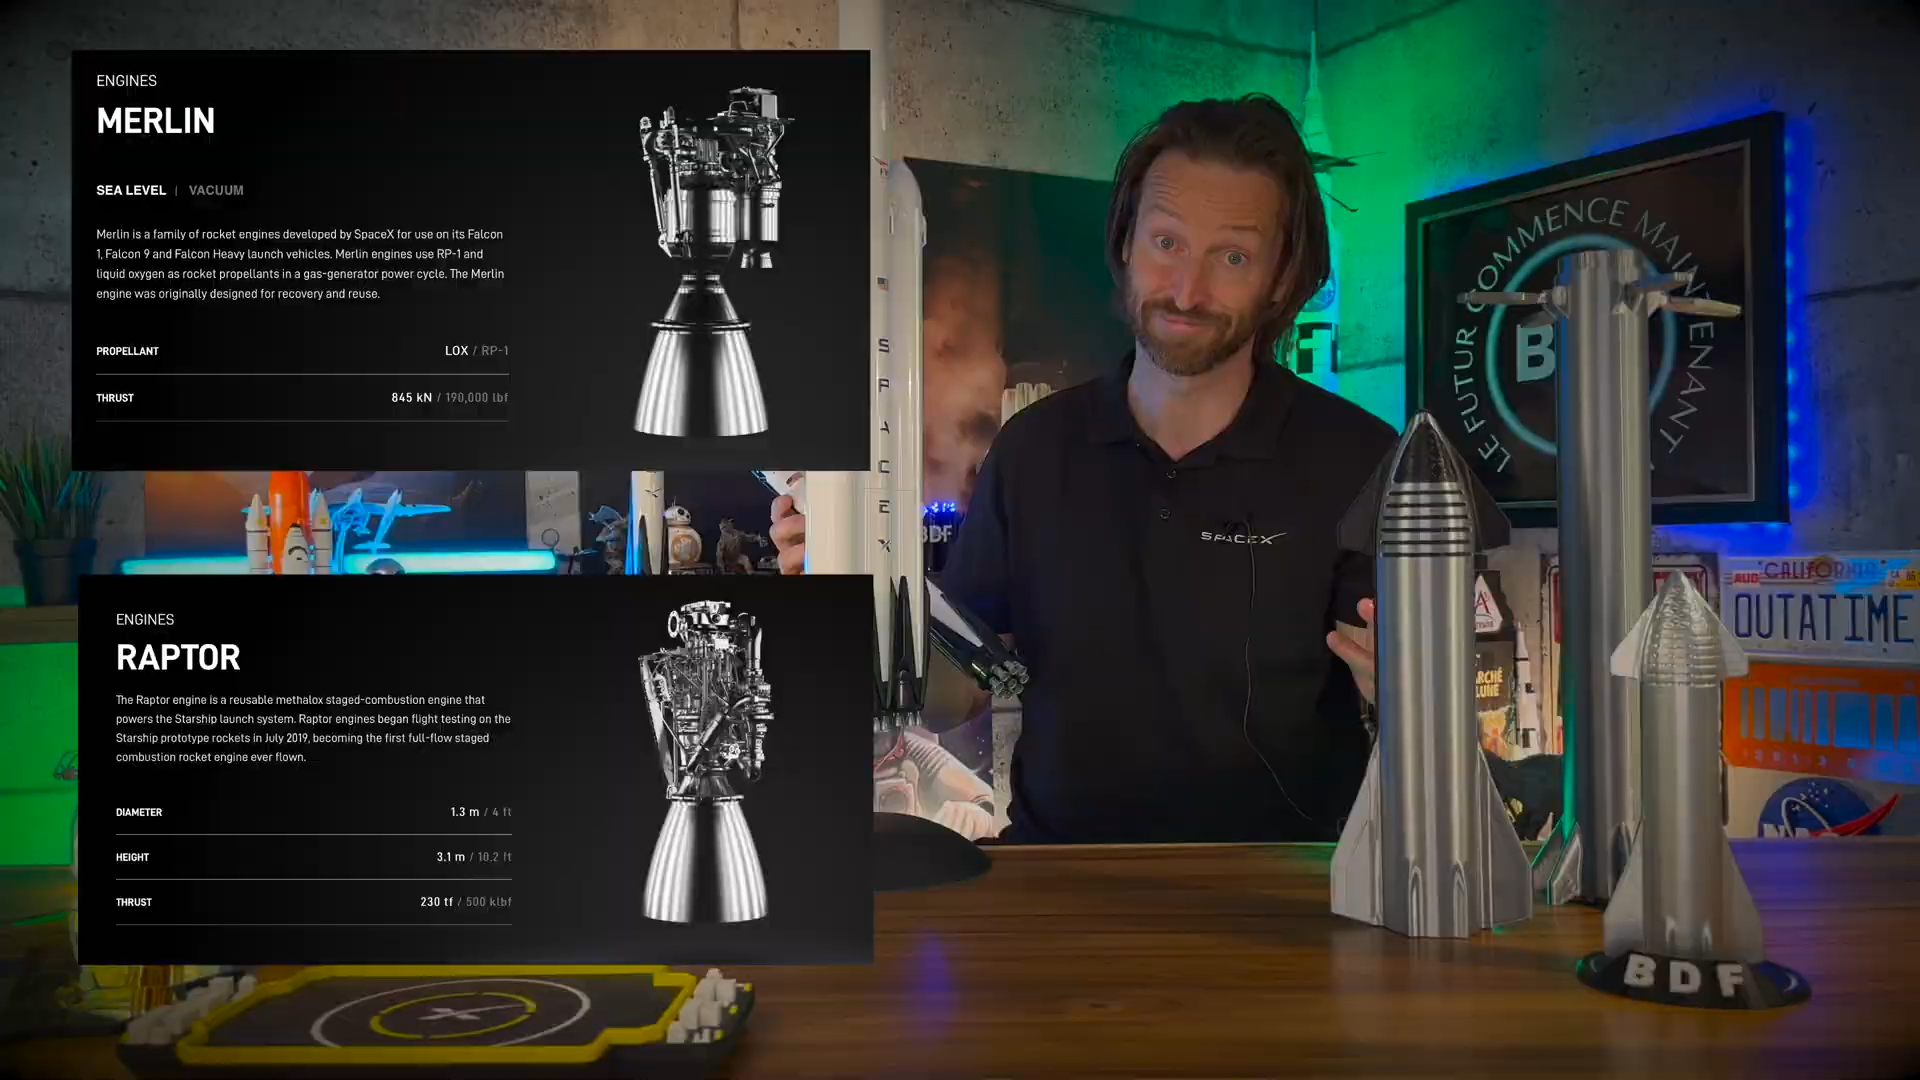 ENGINES
MERLIN
SEA LEVEL | VACUUM
Merlin is a family of rocket engines developed by SpaceX for use on its Falcon
1, Falcon 9 and Falcon Heavy launch vehicles. Merlin engines use RP-1 and
liquid oxygen as rocket propellants in a gas-generator power cycle. The Merlin
engine was originally designed for recovery and reuse.
PROPELLANT LOX / RP-1
THRUST 845 kN / 190,000 lbf
ENGINES
RAPTOR
The Raptor engine is a reusable methalox staged-combustion engine that
powers the Starship launch system. Raptor engines began flight testing on the
Starship prototype rockets in July 2019, becoming the first full-flow staged
combustion rocket engine ever flown.
DIAMETER 1.3 m / 4 ft
HEIGHT 3.1 m / 10.2 ft
THRUST 230 tf / 500 klbf
SPACEX
BDF
SPACEX
LE FUTUR COMMENCE MAINTENANT
B
AUG CALIFORNIA 86
OUTATIME
NASA
BDF
X